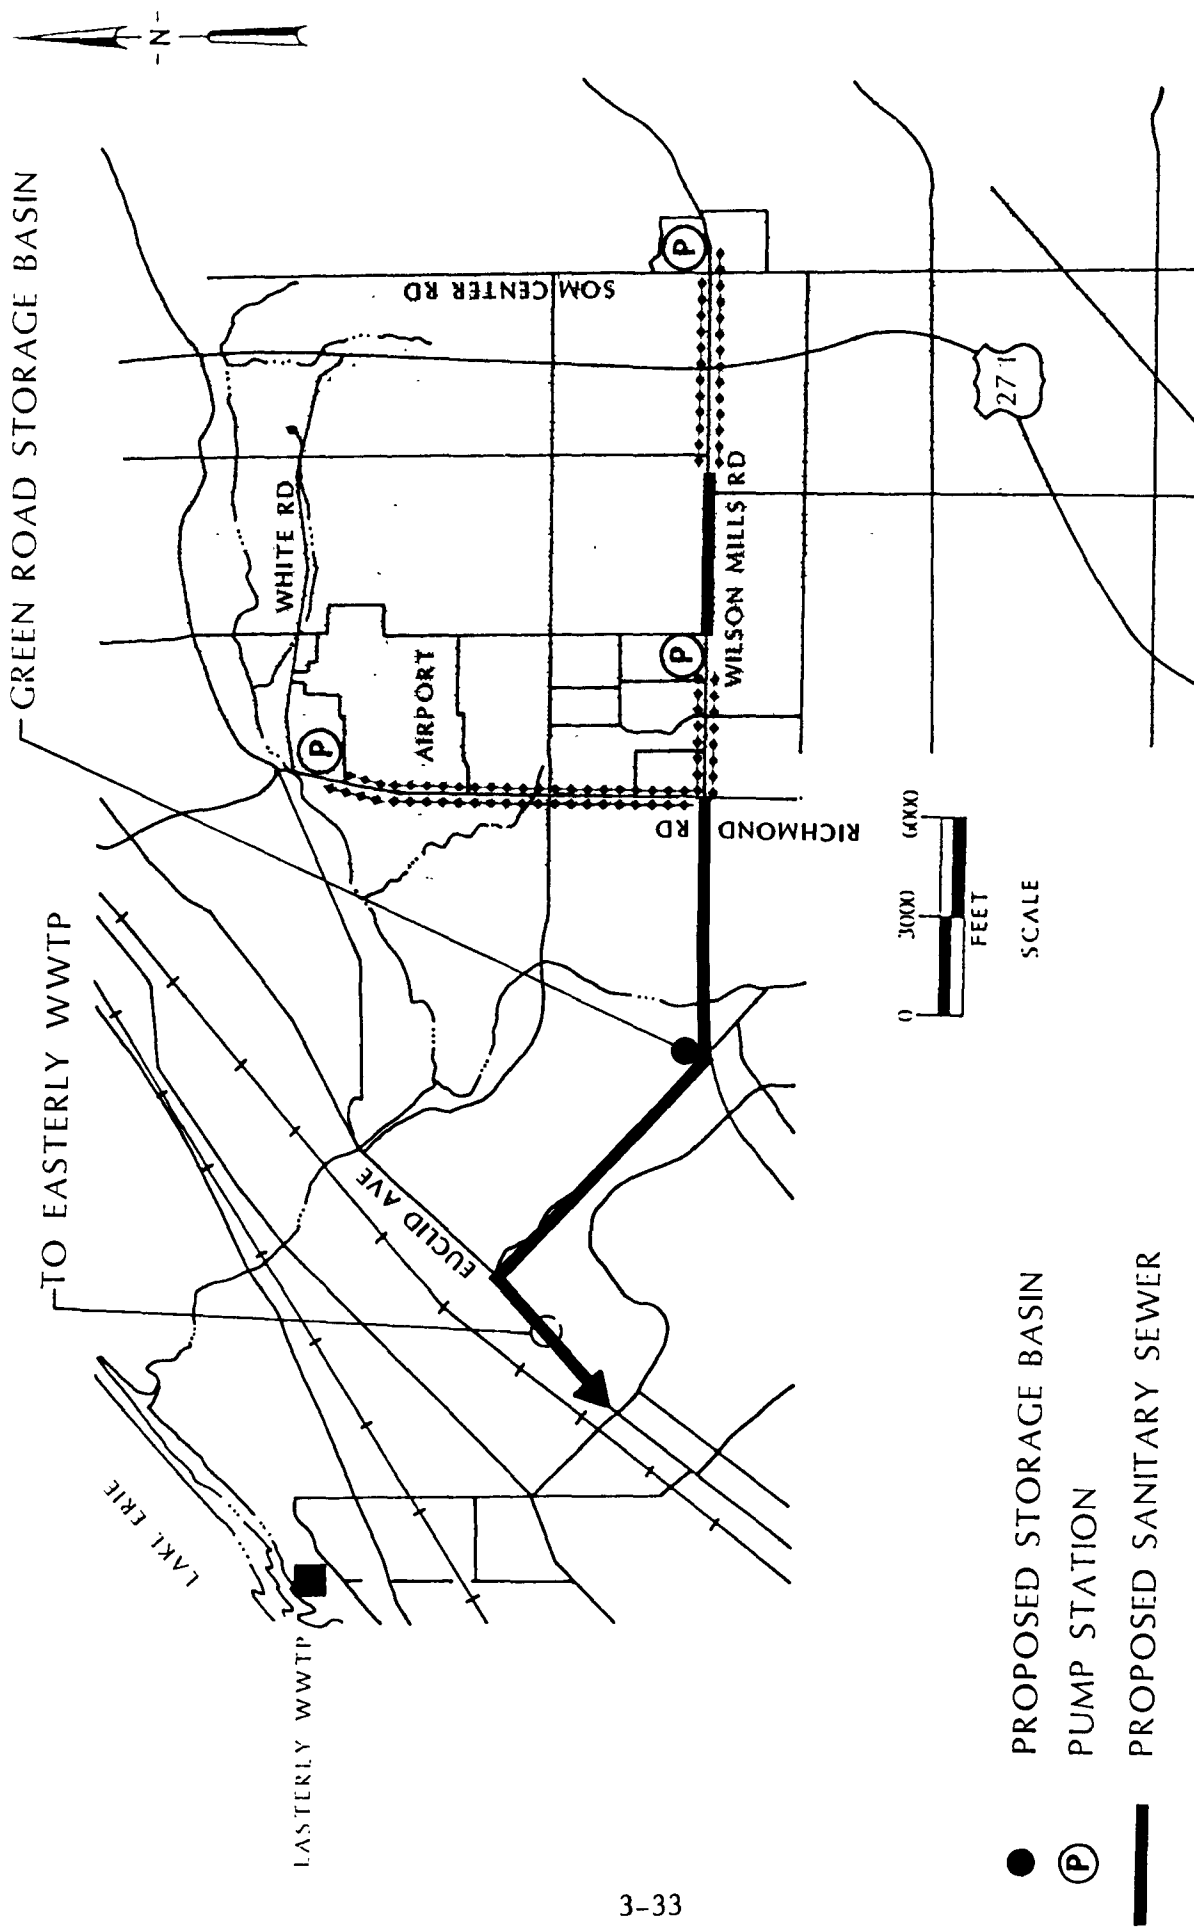 -N-
GREEN ROAD STORAGE BASIN
TO EASTERLY WWTP
SOM CENTER RD
WHITE RD
AIRPORT
WILSON MILLS RD
RICHMOND RD
EUCLID AVE
LAKE ERIE
EASTERLY WWTP
271
P
P
P
0 3000 6000
FEET
SCALE
PROPOSED STORAGE BASIN
P PUMP STATION
PROPOSED SANITARY SEWER
3-33